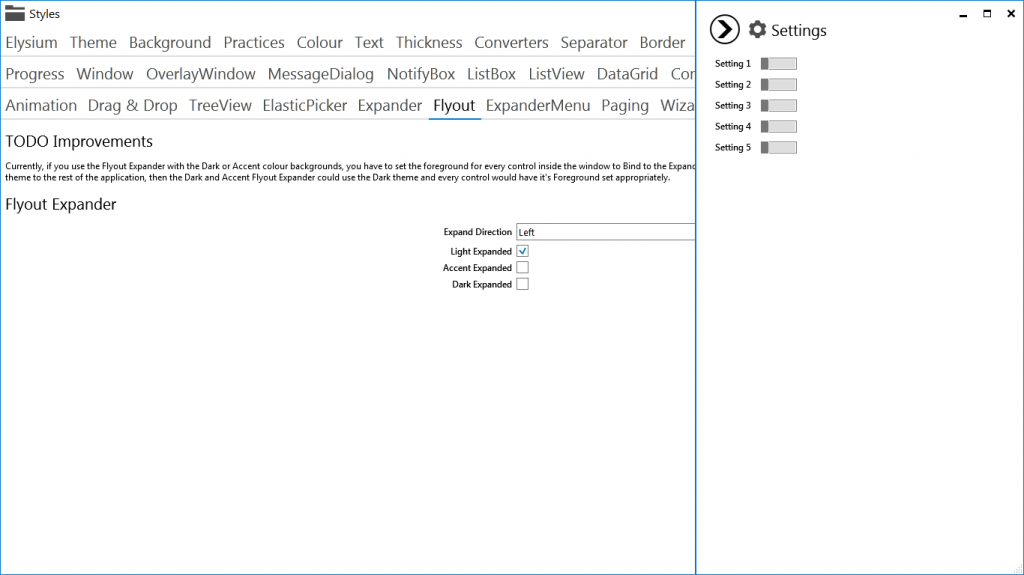 Styles
Elysium Theme Background Practices Colour Text Thickness Converters Separator Border
Progress Window OverlayWindow MessageDialog NotifyBox ListBox ListView DataGrid
Animation Drag & Drop TreeView ElasticPicker Expander Flyout ExpanderMenu Paging
TODO Improvements
Currently, if you use the Flyout Expander with the Dark or Accent colour backgrounds, you have to set the foreground for every control inside the window to Bind to the
theme to the rest of the application, then the Dark and Accent Flyout Expander could use the Dark theme and every control would have it's Foreground set appropriately.
Flyout Expander
Expand Direction Left
Light Expanded
Accent Expanded
Dark Expanded
Settings
Setting 1
Setting 2
Setting 3
Setting 4
Setting 5